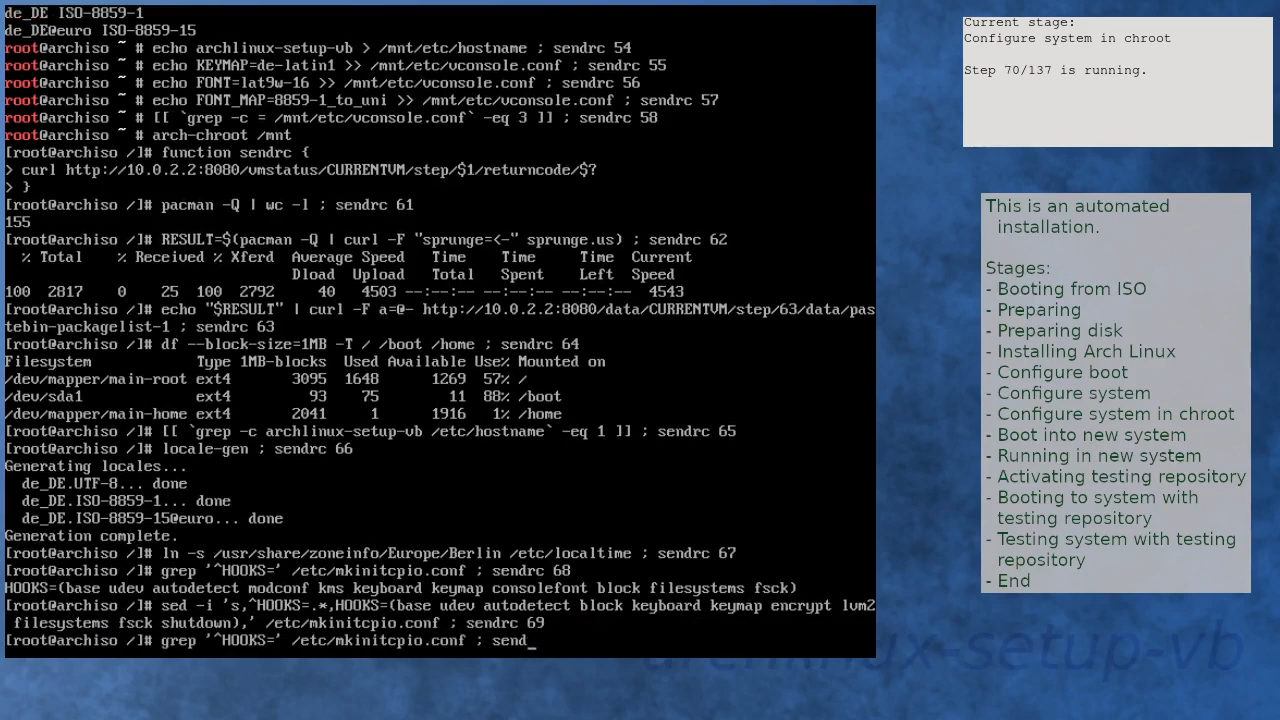 de_DE ISO-8859-1
de_DE@euro ISO-8859-15
root@archiso ~ # echo archlinux-setup-vb > /mnt/etc/hostname ; sendrc 54
root@archiso ~ # echo KEYMAP=de-latin1 >> /mnt/etc/vconsole.conf ; sendrc 55
root@archiso ~ # echo FONT=lat9w-16 >> /mnt/etc/vconsole.conf ; sendrc 56
root@archiso ~ # echo FONT_MAP=8859-1_to_uni >> /mnt/etc/vconsole.conf ; sendrc 57
root@archiso ~ # [[ `grep -c = /mnt/etc/vconsole.conf` -eq 3 ]] ; sendrc 58
root@archiso ~ # arch-chroot /mnt
[root@archiso /]# function sendrc {
> curl http://10.0.2.2:8080/vmstatus/CURRENTVM/step/$1/returncode/$?
> }
[root@archiso /]# pacman -Q | wc -l ; sendrc 61
155
[root@archiso /]# RESULT=$(pacman -Q | curl -F "sprunge=<-" sprunge.us) ; sendrc 62
  % Total    % Received % Xferd  Average Speed   Time    Time     Time  Current
                                 Dload  Upload   Total   Spent    Left  Speed
100  2817    0    25  100  2792     40   4503 --:--:-- --:--:-- --:--:--  4543
[root@archiso /]# echo "$RESULT" | curl -F a=@- http://10.0.2.2:8080/data/CURRENTVM/step/63/data/pas
tebin-packagelist-1 ; sendrc 63
[root@archiso /]# df --block-size=1MB -T / /boot /home ; sendrc 64
Filesystem            Type 1MB-blocks  Used Available Use% Mounted on
/dev/mapper/main-root ext4       3095  1648      1269  57% /
/dev/sda1             ext4         93    75        11  88% /boot
/dev/mapper/main-home ext4       2041     1      1916   1% /home
[root@archiso /]# [[ `grep -c archlinux-setup-vb /etc/hostname` -eq 1 ]] ; sendrc 65
[root@archiso /]# locale-gen ; sendrc 66
Generating locales...
  de_DE.UTF-8... done
  de_DE.ISO-8859-1... done
  de_DE.ISO-8859-15@euro... done
Generation complete.
[root@archiso /]# ln -s /usr/share/zoneinfo/Europe/Berlin /etc/localtime ; sendrc 67
[root@archiso /]# grep '^HOOKS=' /etc/mkinitcpio.conf ; sendrc 68
HOOKS=(base udev autodetect modconf kms keyboard keymap consolefont block filesystems fsck)
[root@archiso /]# sed -i 's,^HOOKS=.*,HOOKS=(base udev autodetect block keyboard keymap encrypt lvm2
 filesystems fsck shutdown),' /etc/mkinitcpio.conf ; sendrc 69
[root@archiso /]# grep '^HOOKS=' /etc/mkinitcpio.conf ; send_
Current stage:
Configure system in chroot
Step 70/137 is running.
This is an automated
installation.
Stages:
- Booting from ISO
- Preparing
- Preparing disk
- Installing Arch Linux
- Configure boot
- Configure system
- Configure system in chroot
- Boot into new system
- Running in new system
- Activating testing repository
- Booting to system with
testing repository
- Testing system with testing
repository
- End
archlinux-setup-vb